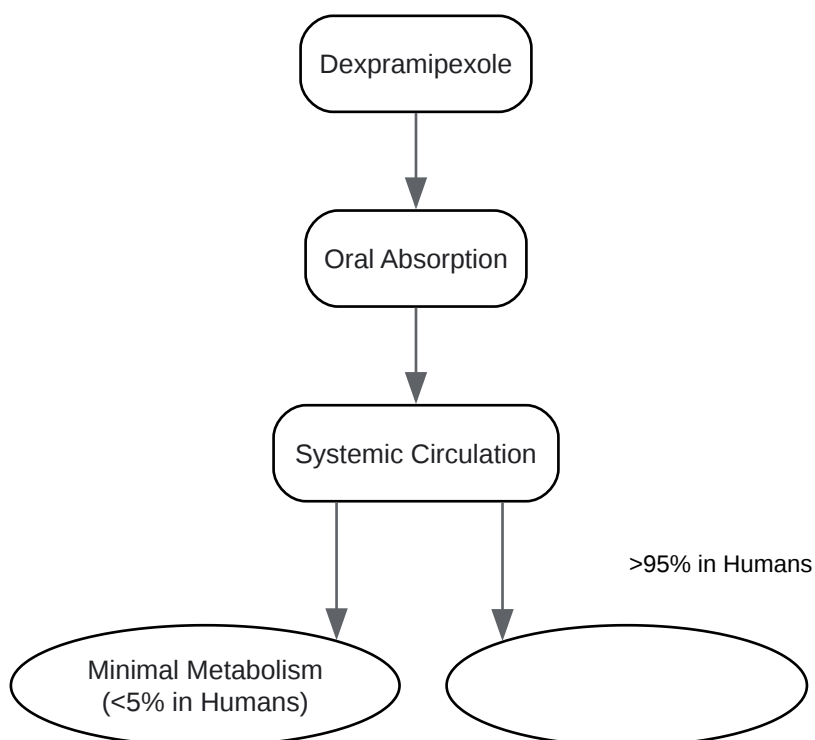 Dexpramipexole
Oral Absorption
Systemic Circulation
>95% in Humans
Minimal Metabolism
(<5% in Humans)